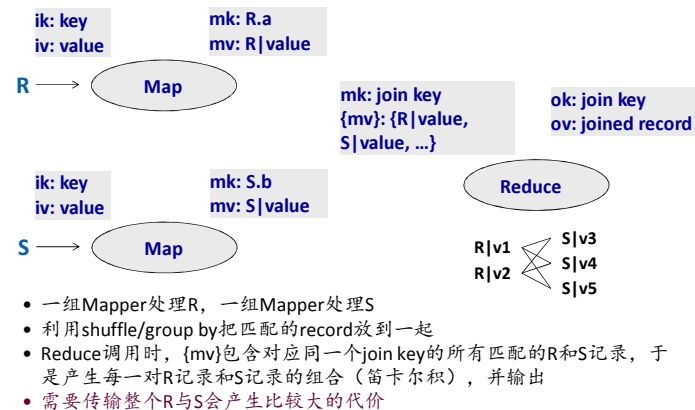 ik: key
iv: value
mk: R.a
mv: R|value
R
Map
mk: join key
{mv}: {R|value,
S|value, ...}
ok: join key
ov: joined record
ik: key
iv: value
mk: S.b
mv: S|value
Reduce
S
Map
R|v1
R|v2
S|v3
S|v4
S|v5
• 一组Mapper处理R，一组Mapper处理S
• 利用shuffle/group by把匹配的record放到一起
• Reduce调用时，{mv}包含对应同一个join key的所有匹配的R和S记录，于
是产生每一对R记录和S记录的组合（笛卡尔积），并输出
• 需要传输整个R与S会产生比较大的代价